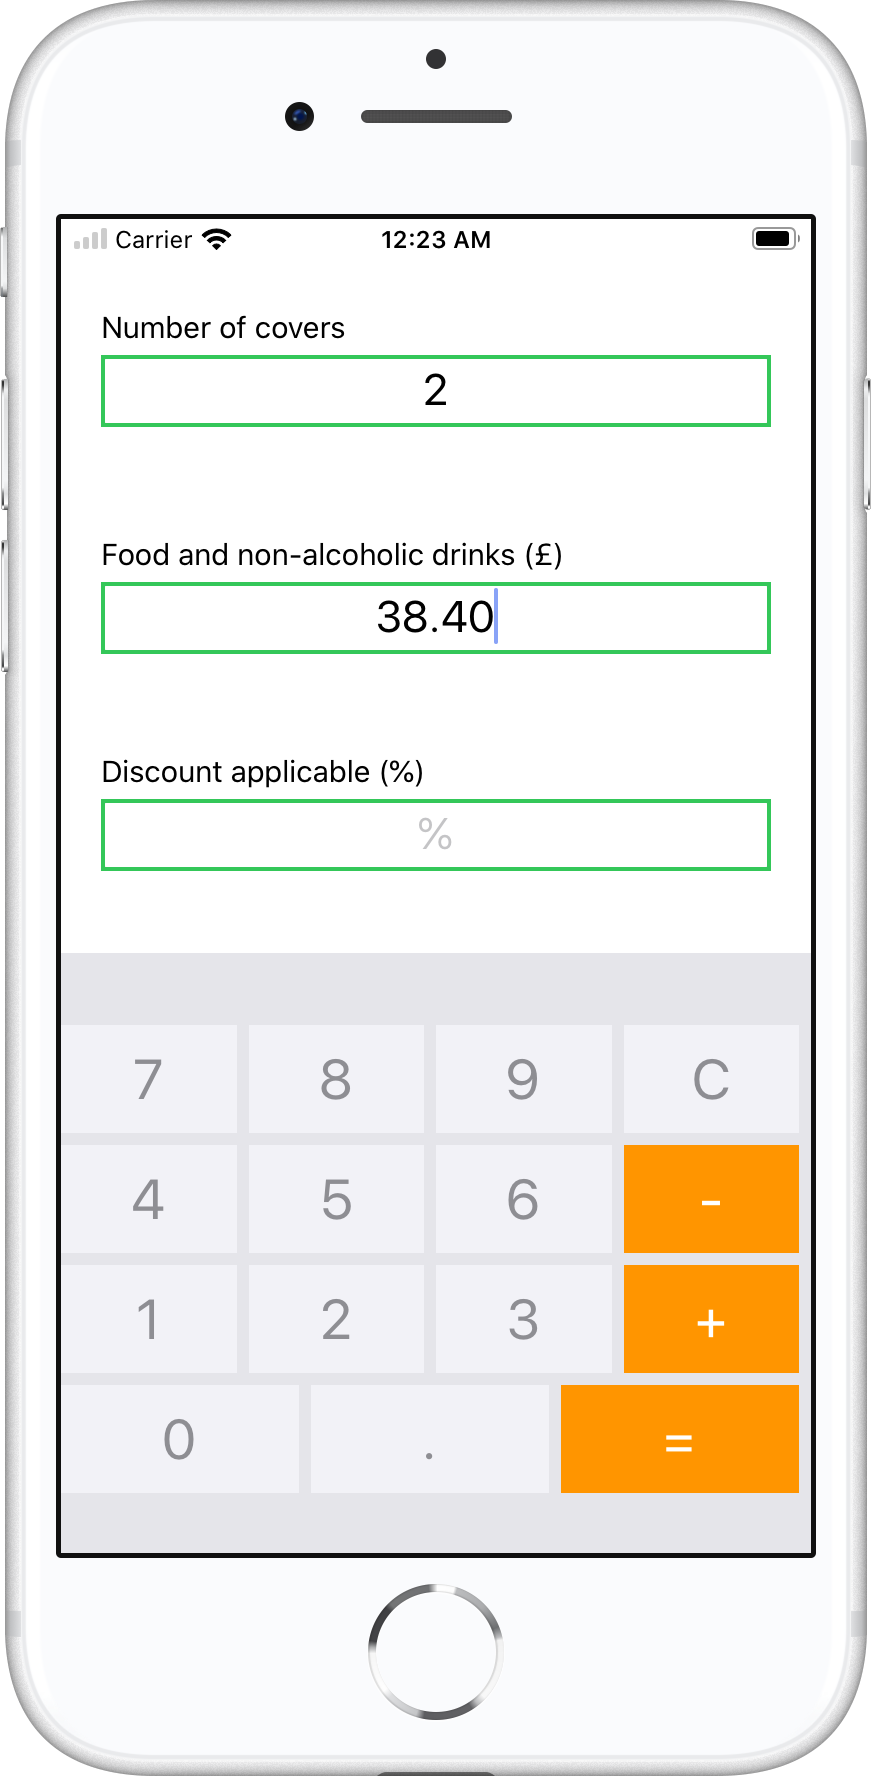 Carrier 12:23 AM
Number of covers
2
Food and non-alcoholic drinks (£)
38.40
Discount applicable (%)
%
7 8 9 C
4 5 6 -
1 2 3 +
0 . =